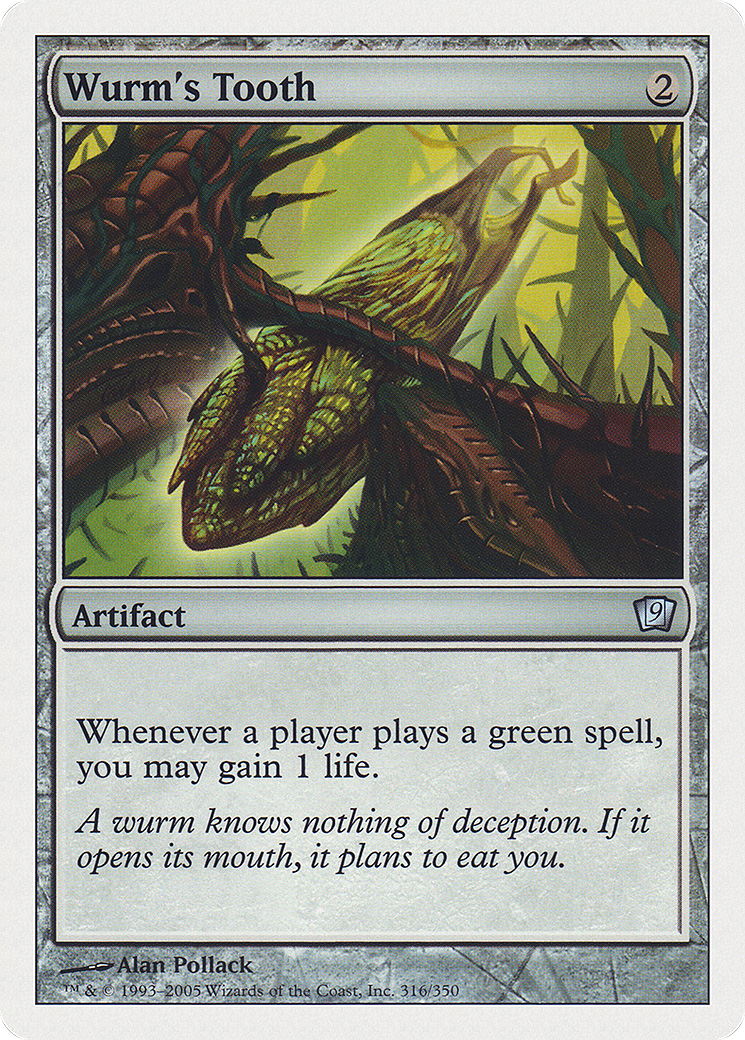 Wurm's Tooth
2
Artifact
9
Whenever a player plays a green spell,
you may gain 1 life.
A wurm knows nothing of deception. If it
opens its mouth, it plans to eat you.
Alan Pollack
™ & © 1993–2005 Wizards of the Coast, Inc. 316/350